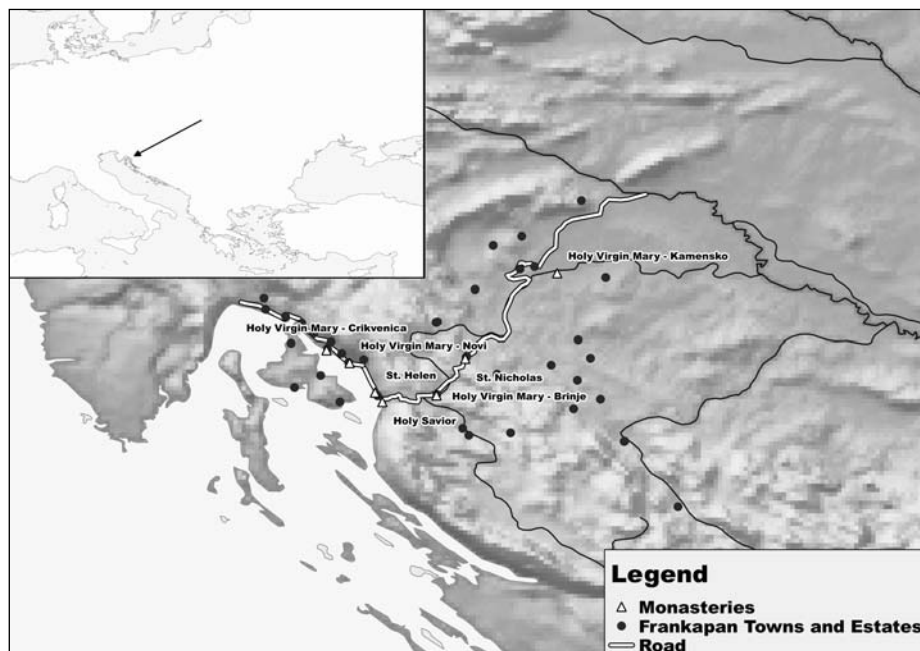 Holy Virgin Mary - Kamensko
Holy Virgin Mary - Crikvenica
Holy Virgin Mary - Novi
St. Helen
St. Nicholas
Holy Virgin Mary - Brinje
Holy Savior
Legend
Monasteries
Frankapan Towns and Estates
Road